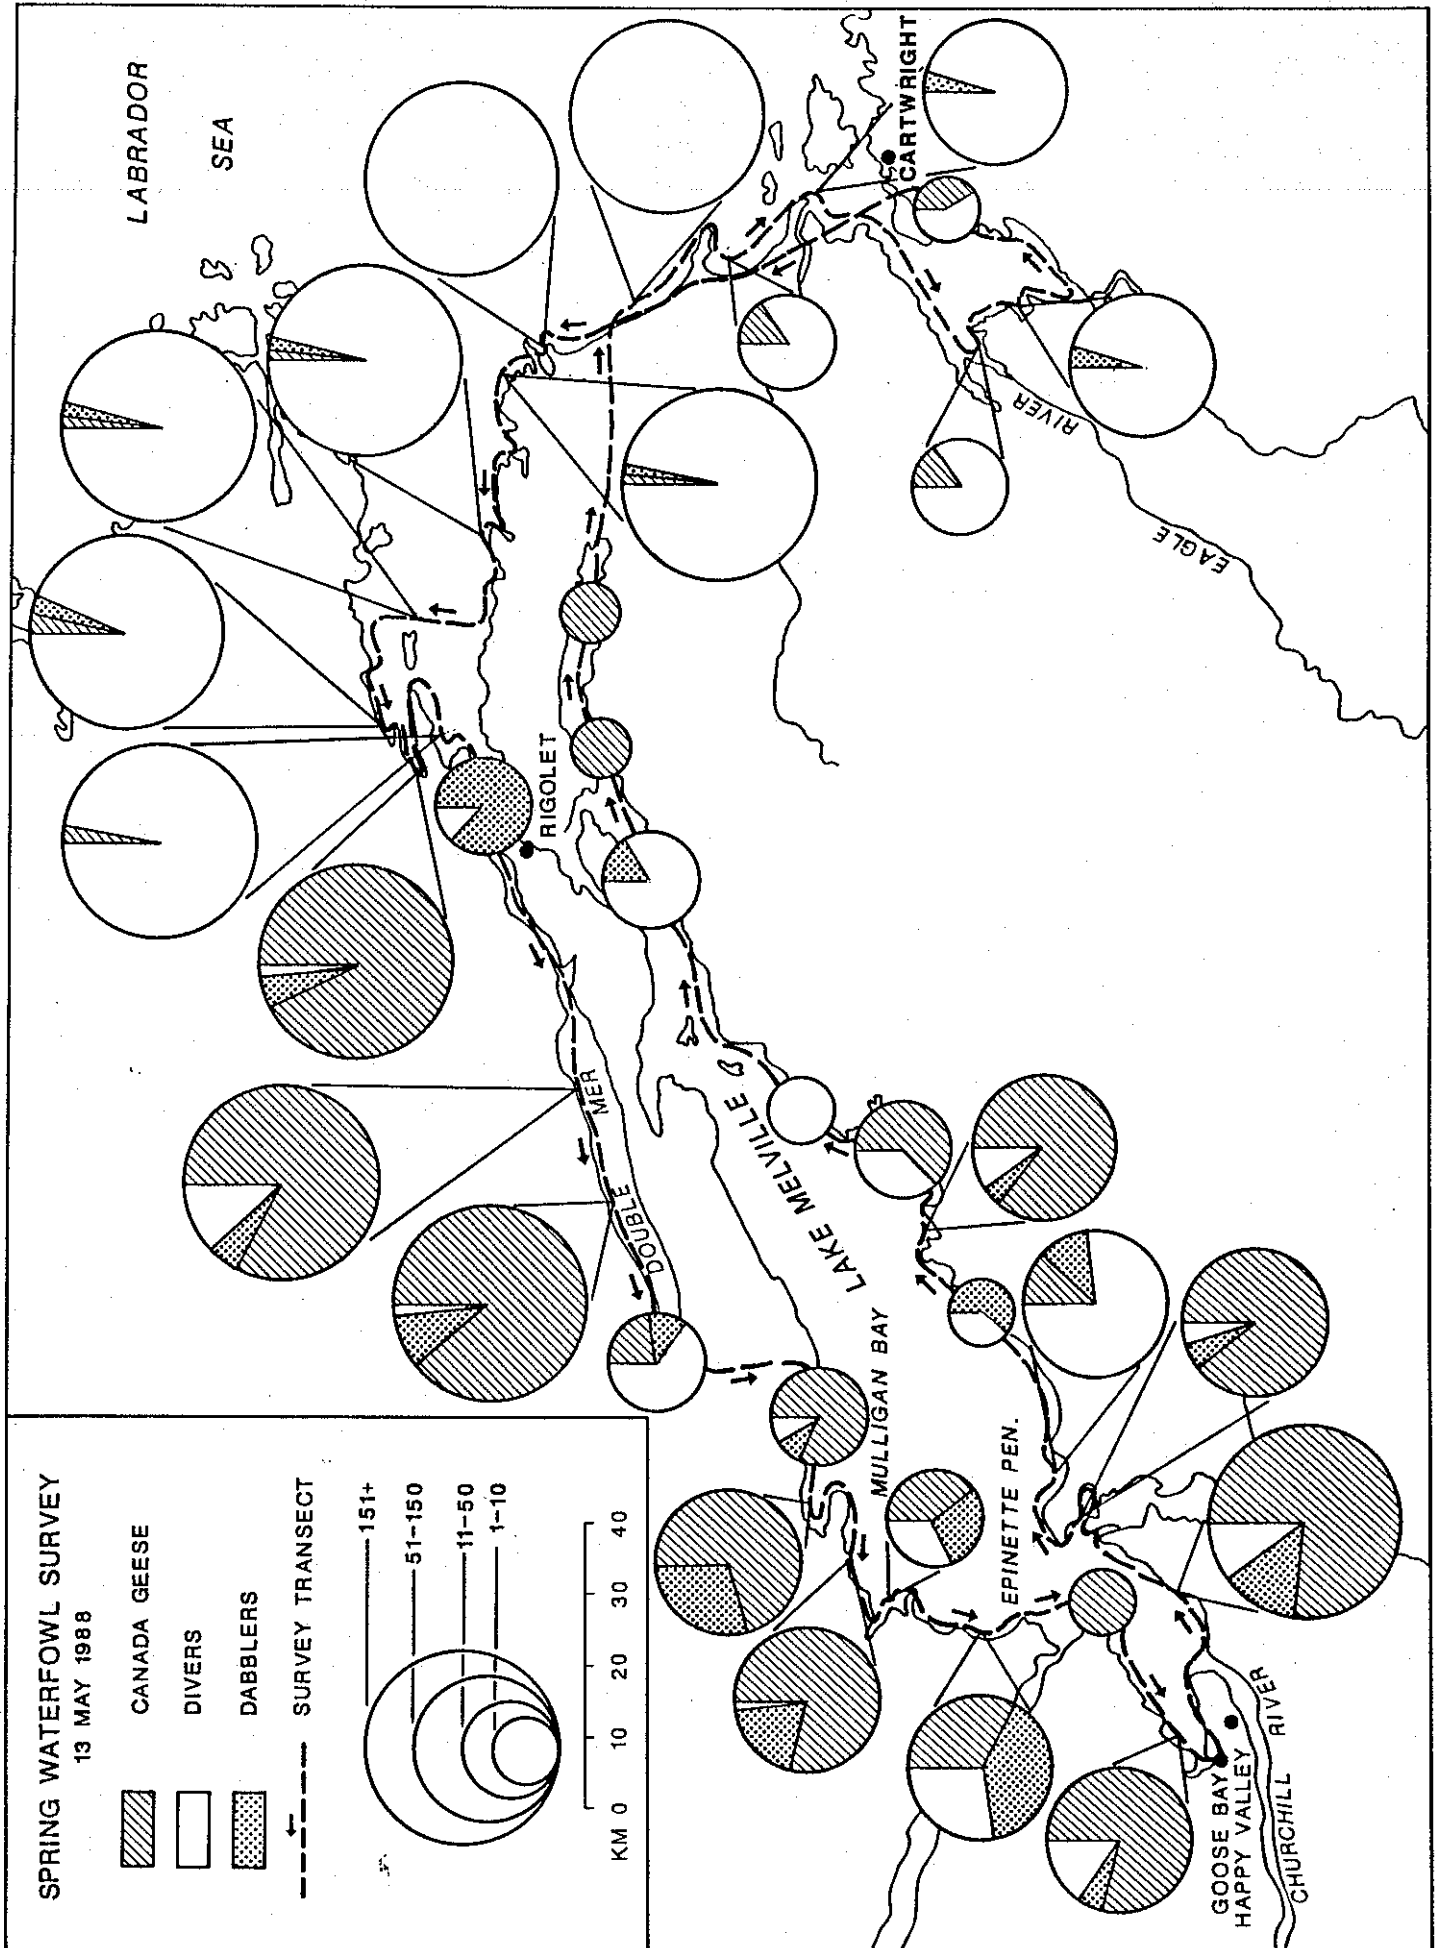 SPRING WATERFOWL SURVEY
13 MAY 1988
CANADA GEESE
DIVERS
DABBLERS
SURVEY TRANSECT
151+
51-150
11-50
1-10
KM 0 10 20 30 40
LABRADOR
SEA
CARTWRIGHT
EAGLE
RIVER
RIGOLET
DOUBLE
MER
LAKE MELVILLE
MULLIGAN BAY
EPINETTE PEN.
GOOSE BAY
HAPPY VALLEY
CHURCHILL
RIVER